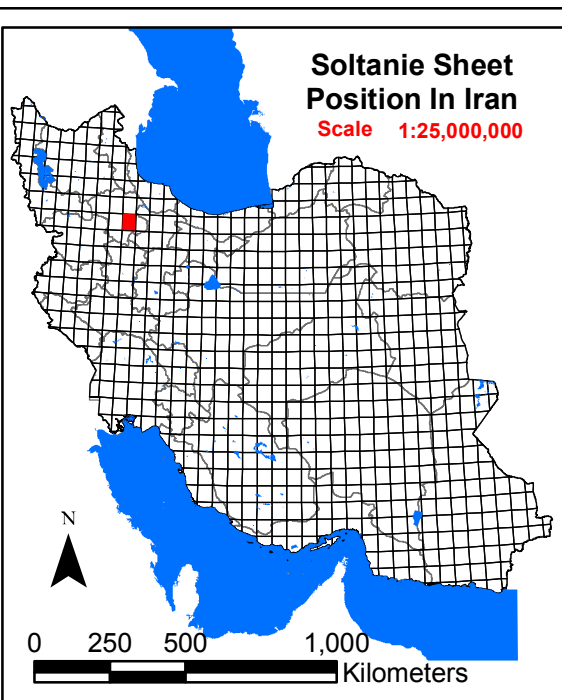 Soltanie Sheet
Position In Iran
Scale 1:25,000,000
N
0 250 500 1,000
Kilometers